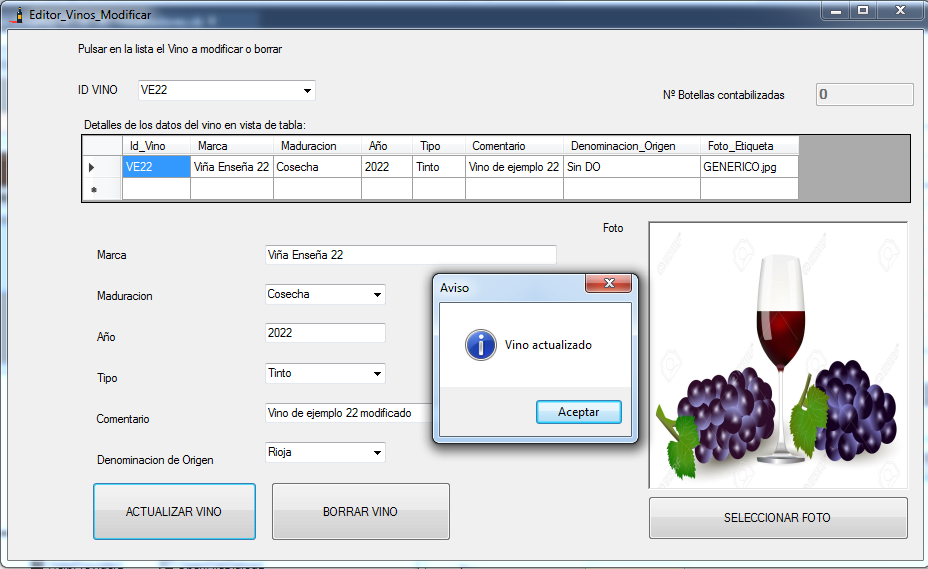 Editor_Vinos_Modificar
Pulsar en la lista el Vino a modificar o borrar
ID VINO VE22
Nº Botellas contabilizadas 0
Detalles de los datos del vino en vista de tabla:
Id_Vino Marca Maduracion Año Tipo Comentario Denominacion_Origen Foto_Etiqueta
VE22 Viña Enseña 22 Cosecha 2022 Tinto Vino de ejemplo 22 Sin DO GENERICO.jpg
Foto
Marca Viña Enseña 22
Maduracion Cosecha
Año 2022
Tipo Tinto
Comentario Vino de ejemplo 22 modificado
Denominacion de Origen Rioja
Aviso
Vino actualizado
Aceptar
ACTUALIZAR VINO BORRAR VINO SELECCIONAR FOTO